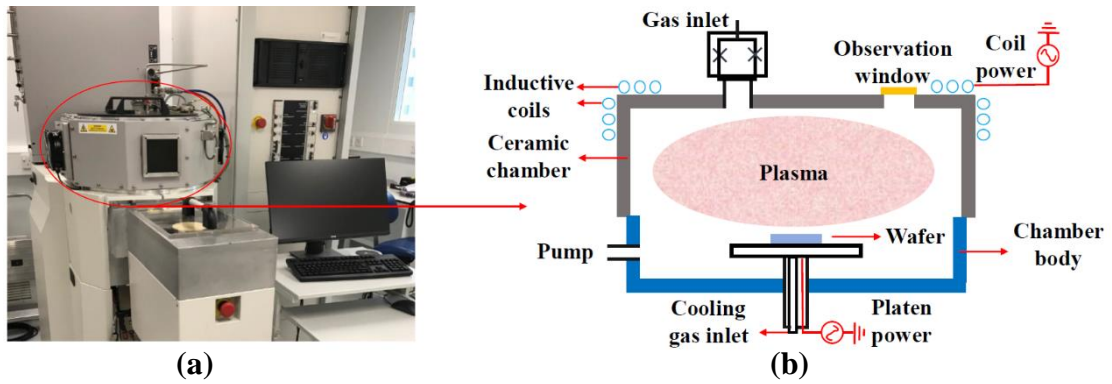 Gas inlet
Observation
window
Coil
power
Inductive
coils
Ceramic
chamber
Plasma
Wafer
Pump
Chamber
body
Cooling
gas inlet
Platen
power
(a)
(b)